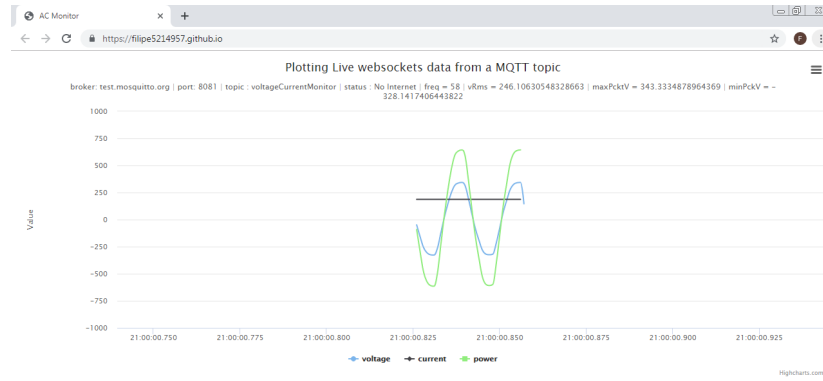 AC Monitor
https://filipe5214957.github.io
F
Plotting Live websockets data from a MQTT topic
broker: test.mosquitto.org | port: 8081 | topic : voltageCurrentMonitor | status : No Internet | freq = 58 | vRms = 246.10630548328663 | maxPcktV = 343.3334878964369 | minPckV = -
328.1417406443822
1000
750
500
250
0
-250
-500
-750
-1000
Value
21:00:00.750 21:00:00.775 21:00:00.800 21:00:00.825 21:00:00.850 21:00:00.875 21:00:00.900 21:00:00.925
voltage current power
Highcharts.com